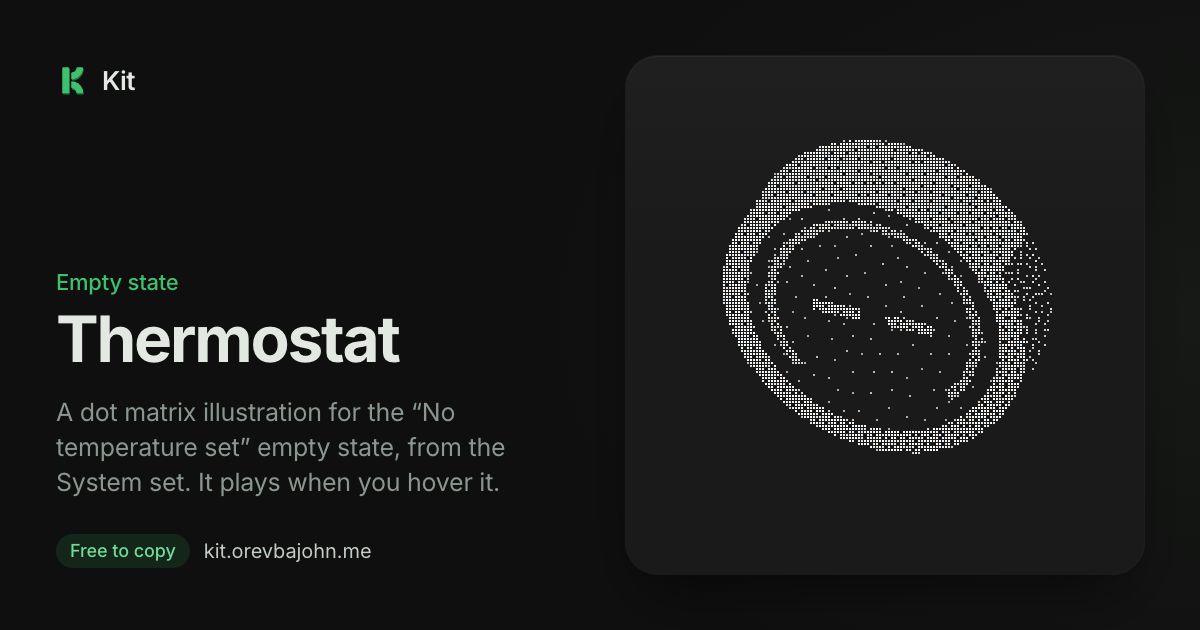 Kit
Empty state
Thermostat
A dot matrix illustration for the “No
temperature set” empty state, from the
System set. It plays when you hover it.
Free to copy
kit.orevbajohn.me